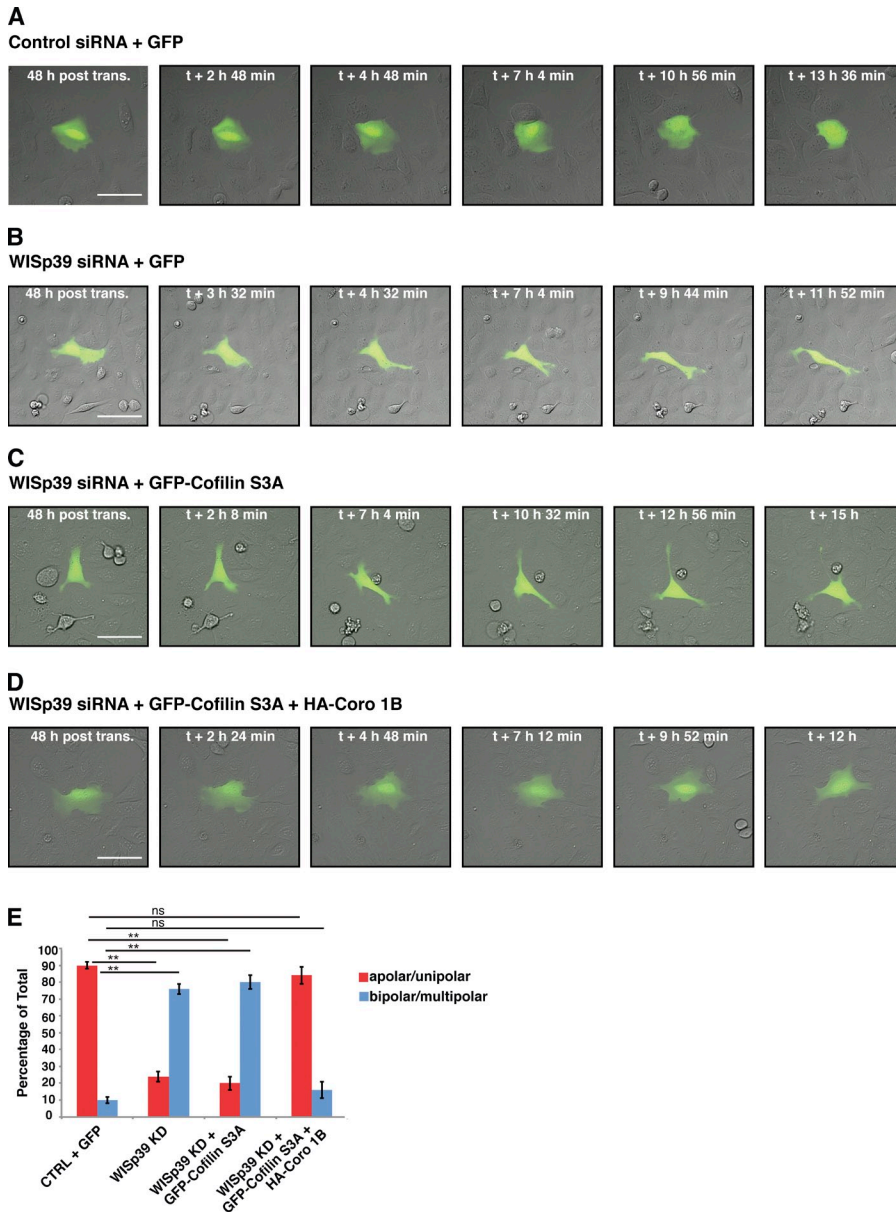 A
Control siRNA + GFP
48 h post trans.
t + 2 h 48 min
t + 4 h 48 min
t + 7 h 4 min
t + 10 h 56 min
t + 13 h 36 min
B
WISp39 siRNA + GFP
48 h post trans.
t + 3 h 32 min
t + 4 h 32 min
t + 7 h 4 min
t + 9 h 44 min
t + 11 h 52 min
C
WISp39 siRNA + GFP-Cofilin S3A
48 h post trans.
t + 2 h 8 min
t + 7 h 4 min
t + 10 h 32 min
t + 12 h 56 min
t + 15 h
D
WISp39 siRNA + GFP-Cofilin S3A + HA-Coro 1B
48 h post trans.
t + 2 h 24 min
t + 4 h 48 min
t + 7 h 12 min
t + 9 h 52 min
t + 12 h
E
ns
ns
**
**
**
**
Percentage of Total
100
90
80
70
60
50
40
30
20
10
0
apolar/unipolar
bipolar/multipolar
CTRL + GFP
WISp39 KD
WISp39 KD +
GFP-Cofilin S3A
WISp39 KD +
GFP-Cofilin S3A +
HA-Coro 1B